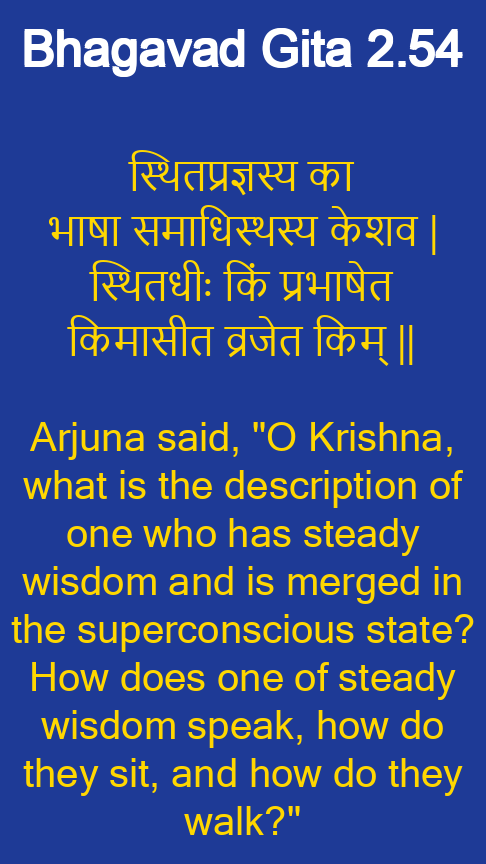 Bhagavad Gita 2.54
स्थितप्रज्ञस्य का
भाषा समाधिस्थस्य केशव |
स्थितधीः किं प्रभाषेत
किमासीत व्रजेत किम् ||
Arjuna said, "O Krishna,
what is the description of
one who has steady
wisdom and is merged in
the superconscious state?
How does one of steady
wisdom speak, how do
they sit, and how do they
walk?"